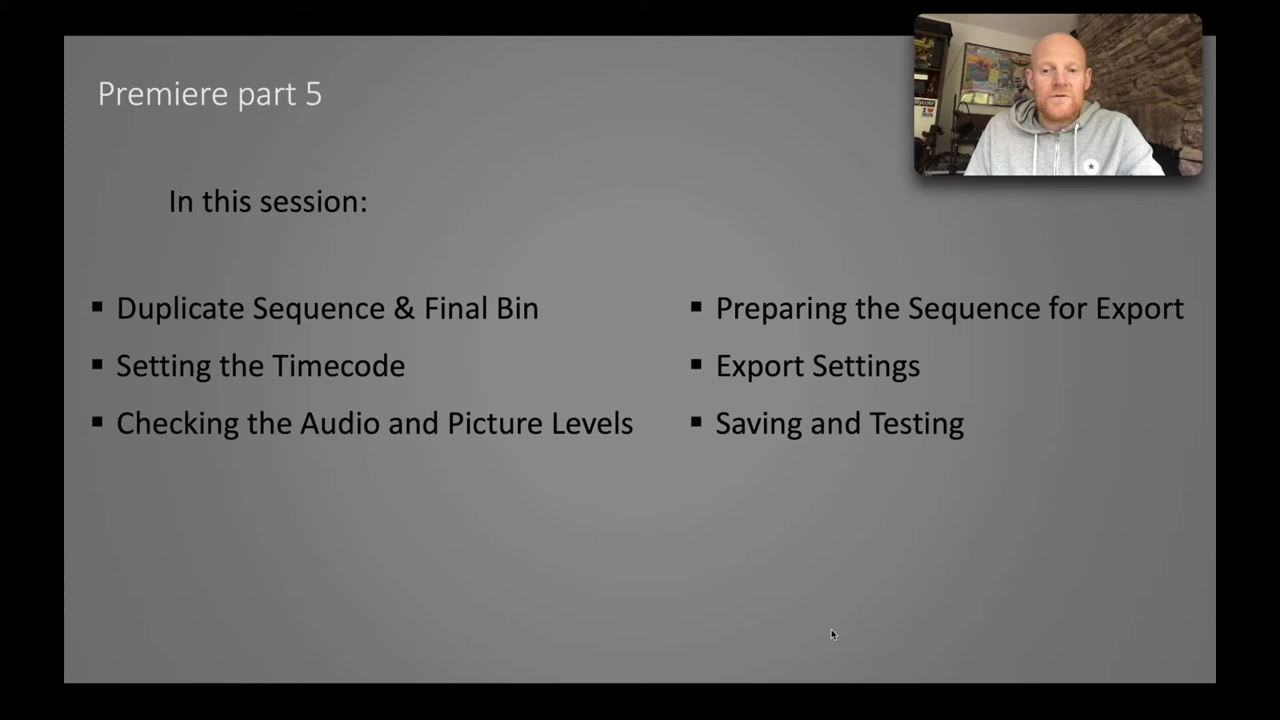 Premiere part 5
In this session:
▪ Duplicate Sequence & Final Bin
▪ Setting the Timecode
▪ Checking the Audio and Picture Levels
▪ Preparing the Sequence for Export
▪ Export Settings
▪ Saving and Testing